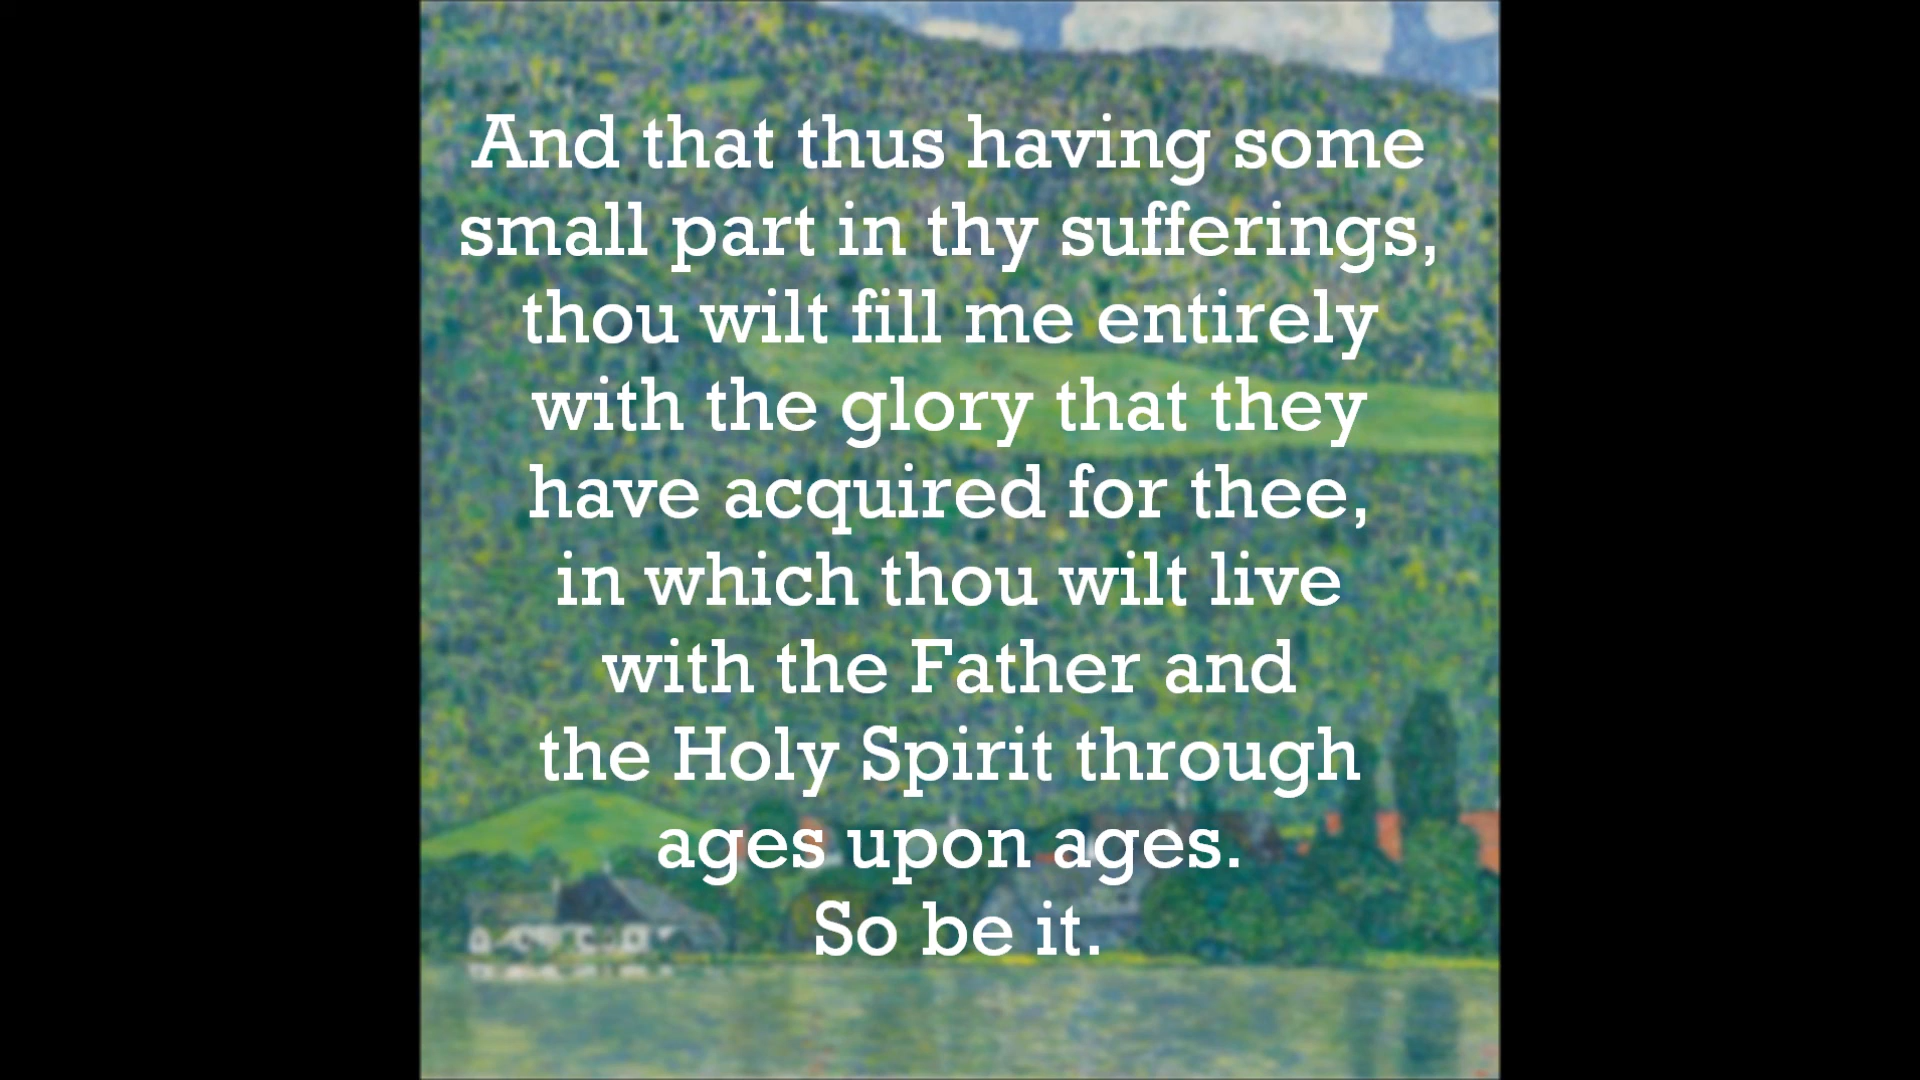 And that thus having some
small part in thy sufferings,
thou wilt fill me entirely
with the glory that they
have acquired for thee,
in which thou wilt live
with the Father and
the Holy Spirit through
ages upon ages.
So be it.